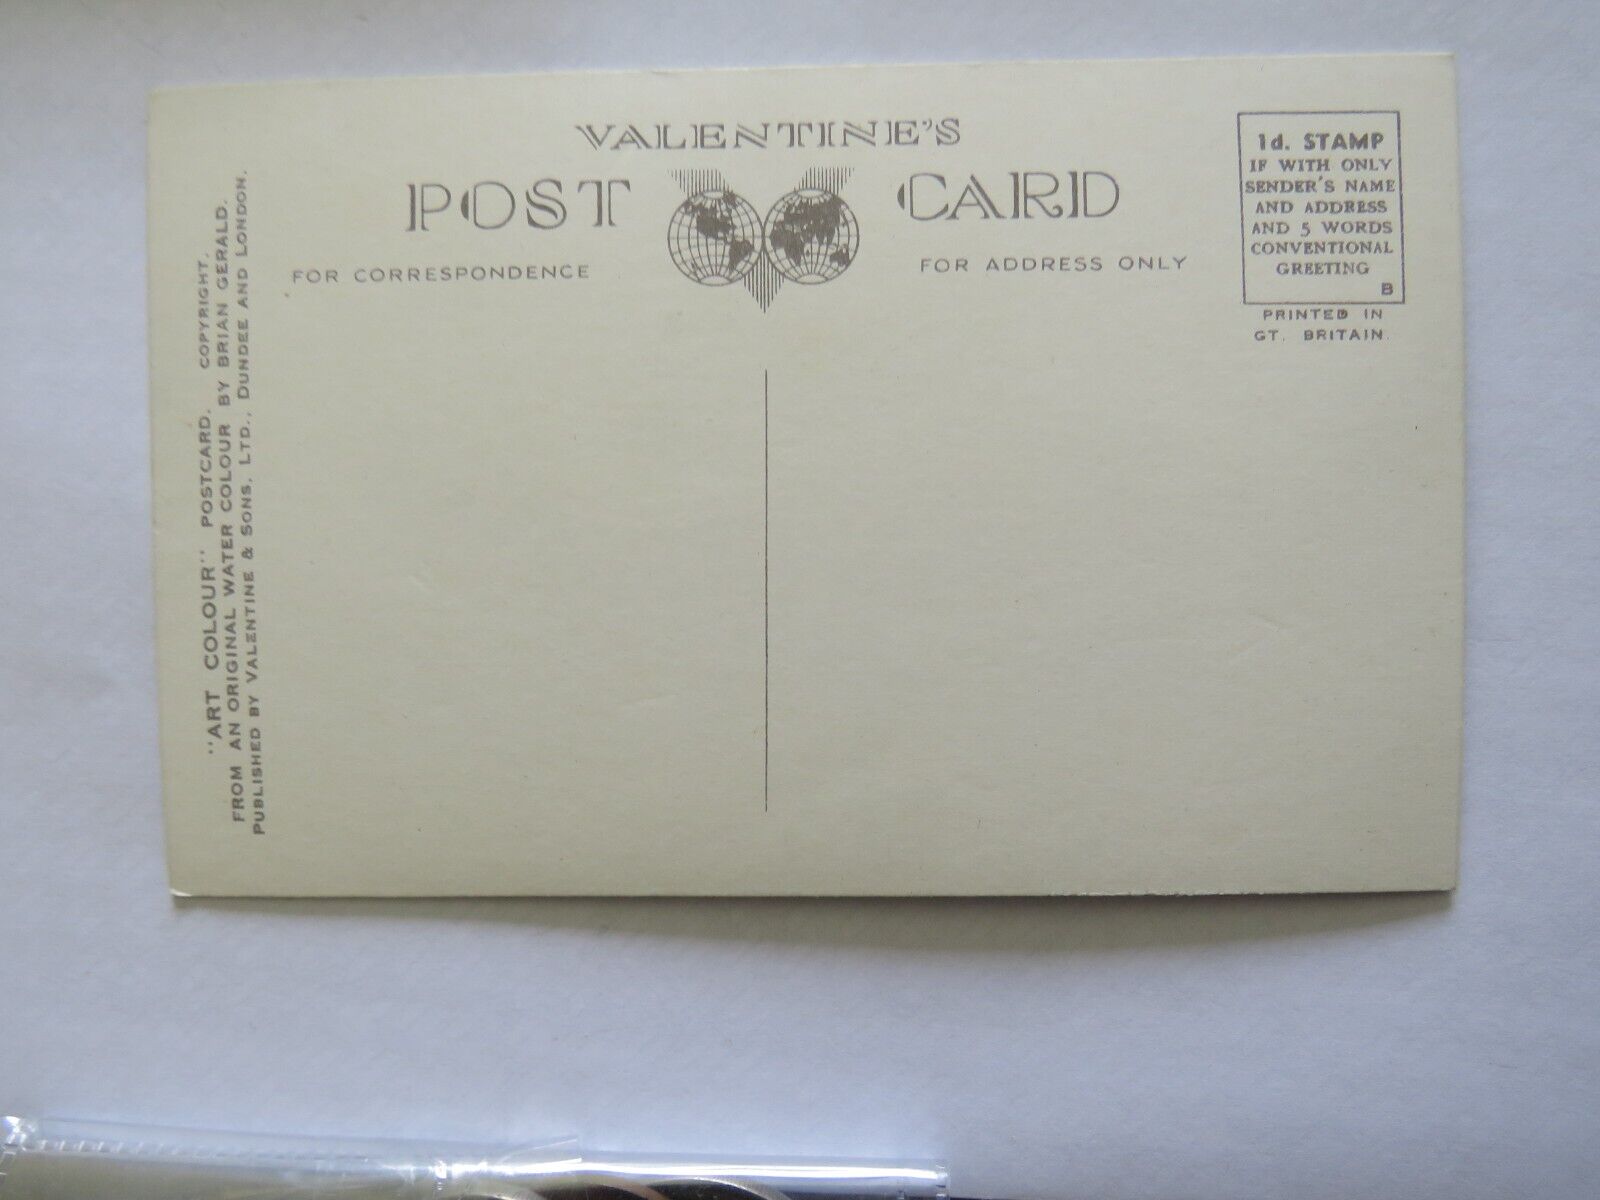 VALENTINE'S
POST CARD
FOR CORRESPONDENCE
FOR ADDRESS ONLY
1d. STAMP
IF WITH ONLY
SENDER'S NAME
AND ADDRESS
AND 5 WORDS
CONVENTIONAL
GREETING
B
PRINTED IN
GT. BRITAIN.
"ART COLOUR" POSTCARD. COPYRIGHT.
FROM AN ORIGINAL WATER COLOUR BY BRIAN GERALD.
PUBLISHED BY VALENTINE & SONS, LTD., DUNDEE AND LONDON.